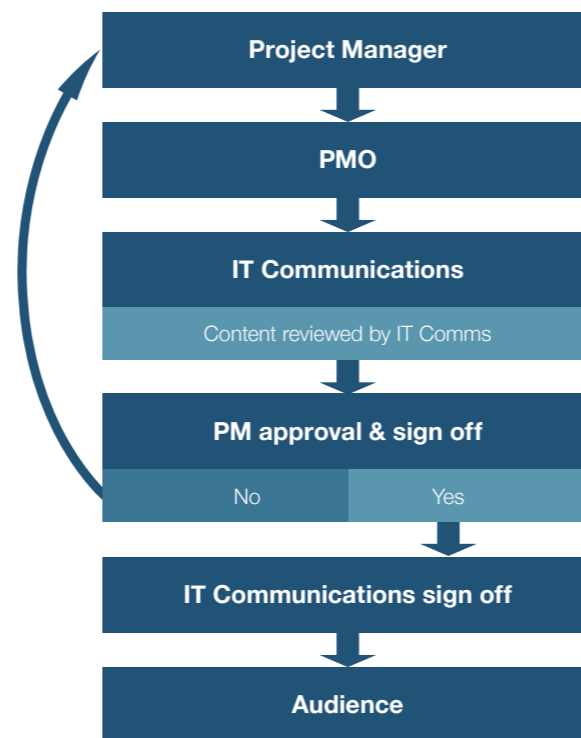 Project Manager
PMO
IT Communications
Content reviewed by IT Comms
PM approval & sign off
No
Yes
IT Communications sign off
Audience